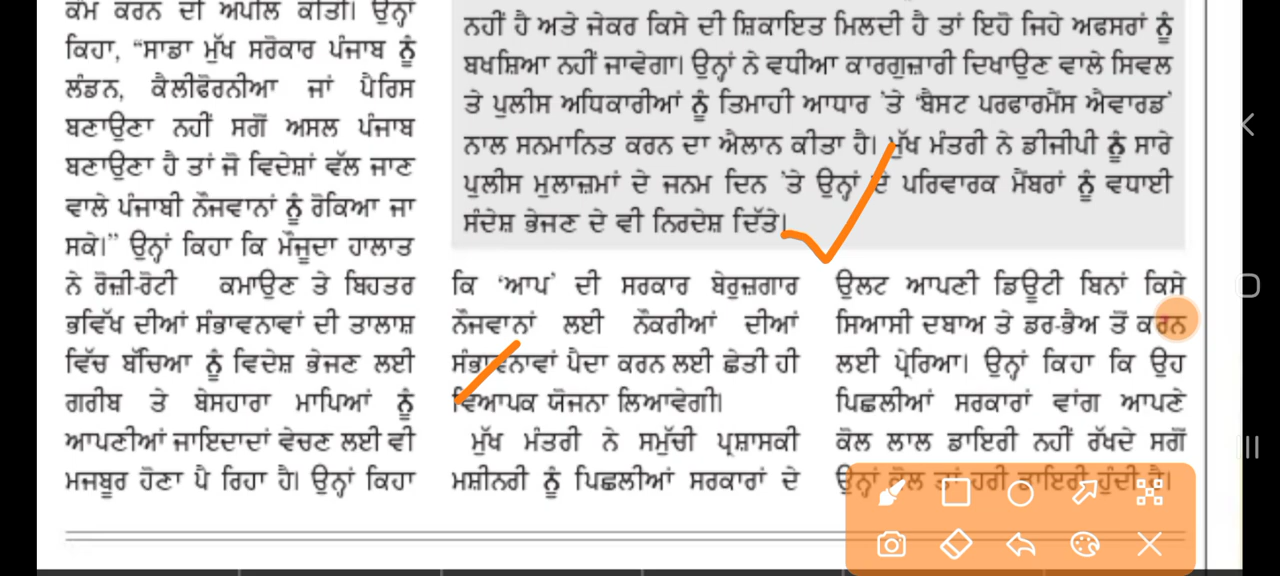 ਕੰਮ ਕਰਨ ਦੀ ਅਪੀਲ ਕੀਤੀ। ਉਨ੍ਹਾਂ
ਕਿਹਾ, “ਸਾਡਾ ਮੁੱਖ ਸਰੋਕਾਰ ਪੰਜਾਬ ਨੂੰ
ਲੰਡਨ, ਕੈਲੀਫੋਰਨੀਆ ਜਾਂ ਪੈਰਿਸ
ਬਣਾਉਣਾ ਨਹੀਂ ਸਗੋਂ ਅਸਲ ਪੰਜਾਬ
ਬਣਾਉਣਾ ਹੈ ਤਾਂ ਜੋ ਵਿਦੇਸ਼ਾਂ ਵੱਲ ਜਾਣ
ਵਾਲੇ ਪੰਜਾਬੀ ਨੌਜਵਾਨਾਂ ਨੂੰ ਰੋਕਿਆ ਜਾ
ਸਕੇ।” ਉਨ੍ਹਾਂ ਕਿਹਾ ਕਿ ਮੌਜੂਦਾ ਹਾਲਾਤ
ਨੇ ਰੋਜ਼ੀ-ਰੋਟੀ ਕਮਾਉਣ ਤੇ ਬਿਹਤਰ
ਭਵਿੱਖ ਦੀਆਂ ਸੰਭਾਵਨਾਵਾਂ ਦੀ ਤਾਲਾਸ਼
ਵਿੱਚ ਬੱਚਿਆ ਨੂੰ ਵਿਦੇਸ਼ ਭੇਜਣ ਲਈ
ਗਰੀਬ ਤੇ ਬੇਸਹਾਰਾ ਮਾਪਿਆਂ ਨੂੰ
ਆਪਣੀਆਂ ਜਾਇਦਾਦਾਂ ਵੇਚਣ ਲਈ ਵੀ
ਮਜਬੂਰ ਹੋਣਾ ਪੈ ਰਿਹਾ ਹੈ। ਉਨ੍ਹਾਂ ਕਿਹਾ
ਨਹੀਂ ਹੈ ਅਤੇ ਜੇਕਰ ਕਿਸੇ ਦੀ ਸ਼ਿਕਾਇਤ ਮਿਲਦੀ ਹੈ ਤਾਂ ਇਹੋ ਜਿਹੇ ਅਫਸਰਾਂ ਨੂੰ
ਬਖਸ਼ਿਆ ਨਹੀਂ ਜਾਵੇਗਾ। ਉਨ੍ਹਾਂ ਨੇ ਵਧੀਆ ਕਾਰਗੁਜ਼ਾਰੀ ਦਿਖਾਉਣ ਵਾਲੇ ਸਿਵਲ
ਤੇ ਪੁਲੀਸ ਅਧਿਕਾਰੀਆਂ ਨੂੰ ਤਿਮਾਹੀ ਆਧਾਰ ’ਤੇ ‘ਬੈਸਟ ਪਰਫਾਰਮੈਂਸ ਐਵਾਰਡ’
ਨਾਲ ਸਨਮਾਨਿਤ ਕਰਨ ਦਾ ਐਲਾਨ ਕੀਤਾ ਹੈ। ਮੁੱਖ ਮੰਤਰੀ ਨੇ ਡੀਜੀਪੀ ਨੂੰ ਸਾਰੇ
ਪੁਲੀਸ ਮੁਲਾਜ਼ਮਾਂ ਦੇ ਜਨਮ ਦਿਨ ’ਤੇ ਉਨ੍ਹਾਂ ਦੇ ਪਰਿਵਾਰਕ ਮੈਂਬਰਾਂ ਨੂੰ ਵਧਾਈ
ਸੰਦੇਸ਼ ਭੇਜਣ ਦੇ ਵੀ ਨਿਰਦੇਸ਼ ਦਿੱਤੇ।
ਕਿ ‘ਆਪ’ ਦੀ ਸਰਕਾਰ ਬੇਰੁਜ਼ਗਾਰ
ਨੌਜਵਾਨਾਂ ਲਈ ਨੌਕਰੀਆਂ ਦੀਆਂ
ਸੰਭਾਵਨਾਵਾਂ ਪੈਦਾ ਕਰਨ ਲਈ ਛੇਤੀ ਹੀ
ਵਿਆਪਕ ਯੋਜਨਾ ਲਿਆਵੇਗੀ।
ਮੁੱਖ ਮੰਤਰੀ ਨੇ ਸਮੁੱਚੀ ਪ੍ਰਸ਼ਾਸਕੀ
ਮਸ਼ੀਨਰੀ ਨੂੰ ਪਿਛਲੀਆਂ ਸਰਕਾਰਾਂ ਦੇ
ਉਲਟ ਆਪਣੀ ਡਿਊਟੀ ਬਿਨਾਂ ਕਿਸੇ
ਸਿਆਸੀ ਦਬਾਅ ਤੇ ਡਰ-ਭੈਅ ਤੋਂ ਕਰਨ
ਲਈ ਪ੍ਰੇਰਿਆ। ਉਨ੍ਹਾਂ ਕਿਹਾ ਕਿ ਉਹ
ਪਿਛਲੀਆਂ ਸਰਕਾਰਾਂ ਵਾਂਗ ਆਪਣੇ
ਕੋਲ ਲਾਲ ਡਾਇਰੀ ਨਹੀਂ ਰੱਖਦੇ ਸਗੋਂ
ਉਨ੍ਹਾਂ ਕੋਲ ਤਾਂ ਹਰੀ ਡਾਇਰੀ ਹੁੰਦੀ ਹੈ।